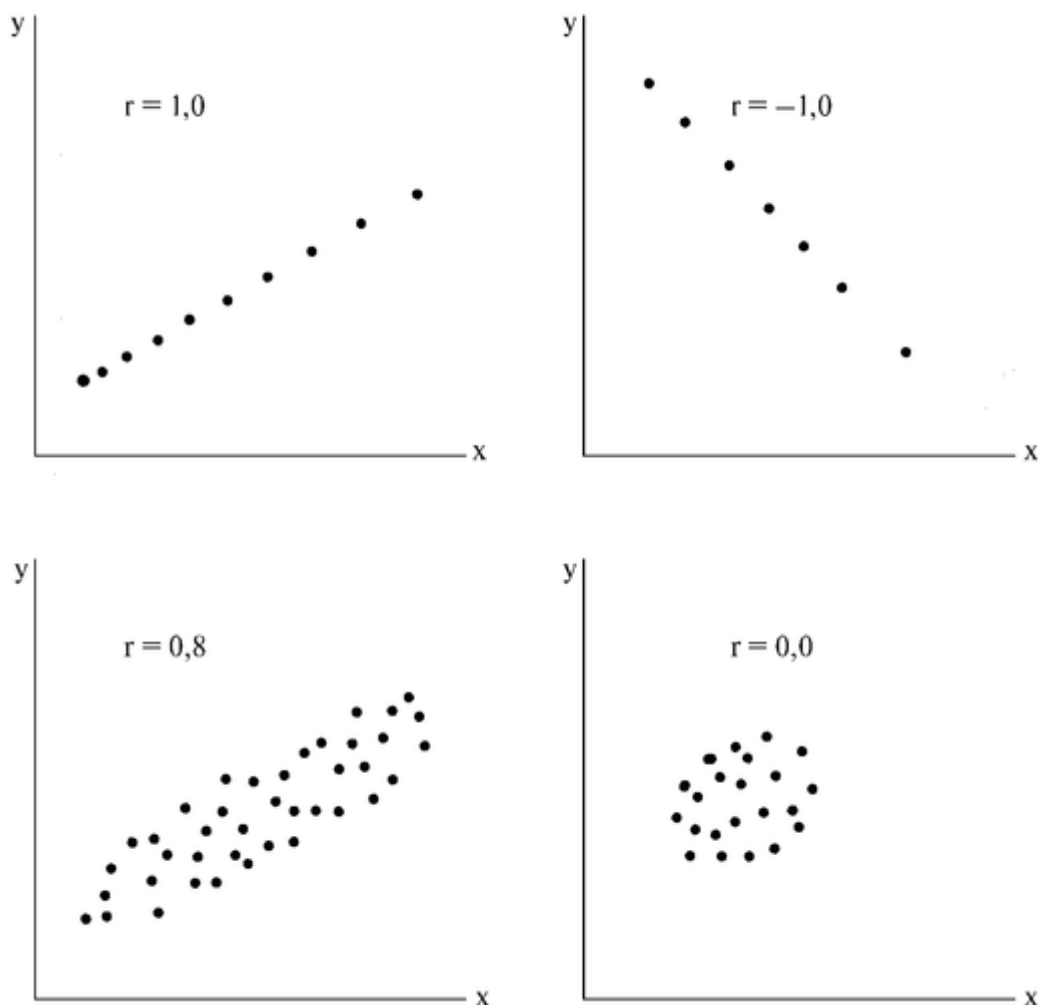 y
r = 1,0
x
y
r = –1,0
x
y
r = 0,8
x
y
r = 0,0
x